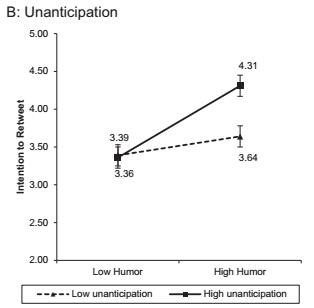 B: Unanticipation
5.00
4.50
4.00
3.50
3.00
2.50
2.00
Intention to Retweet
4.31
3.39
3.36
3.64
Low Humor
High Humor
Low unanticipation
High unanticipation